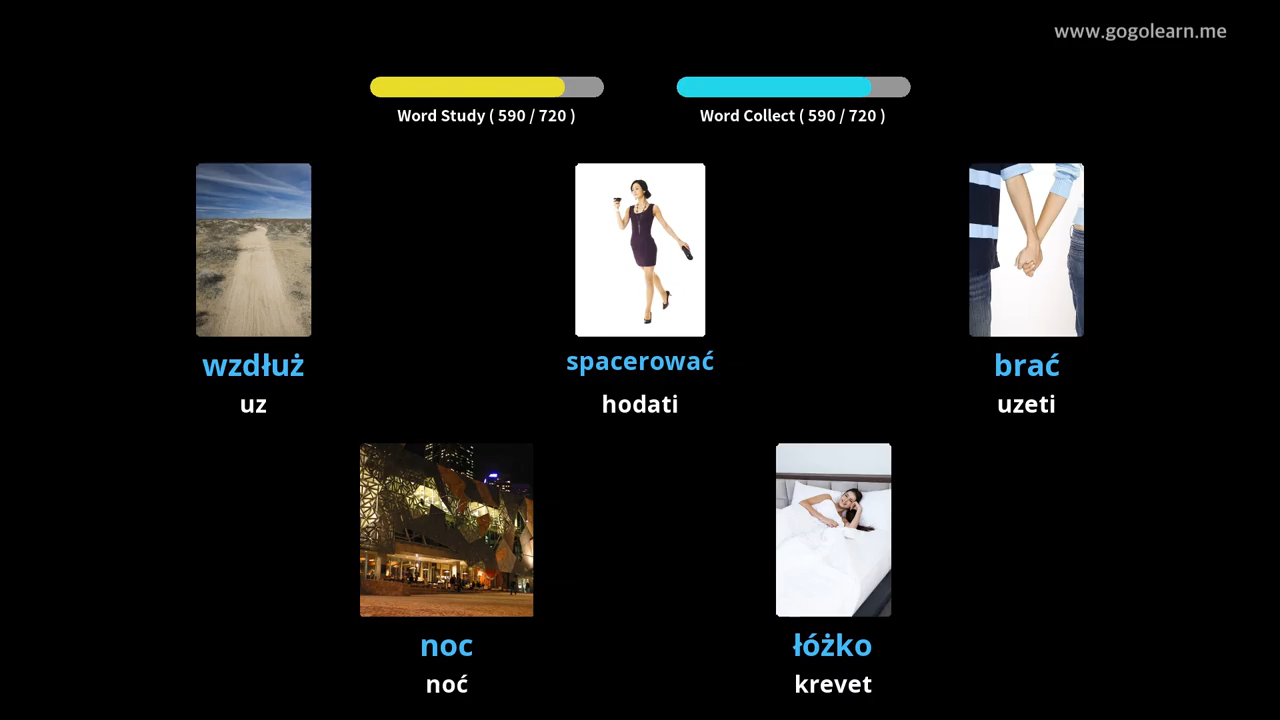 www.gogolearn.me
Word Study ( 590 / 720 )
Word Collect ( 590 / 720 )
wzdłuż
spacerować
brać
uz
hodati
uzeti
noc
łóżko
noć
krevet